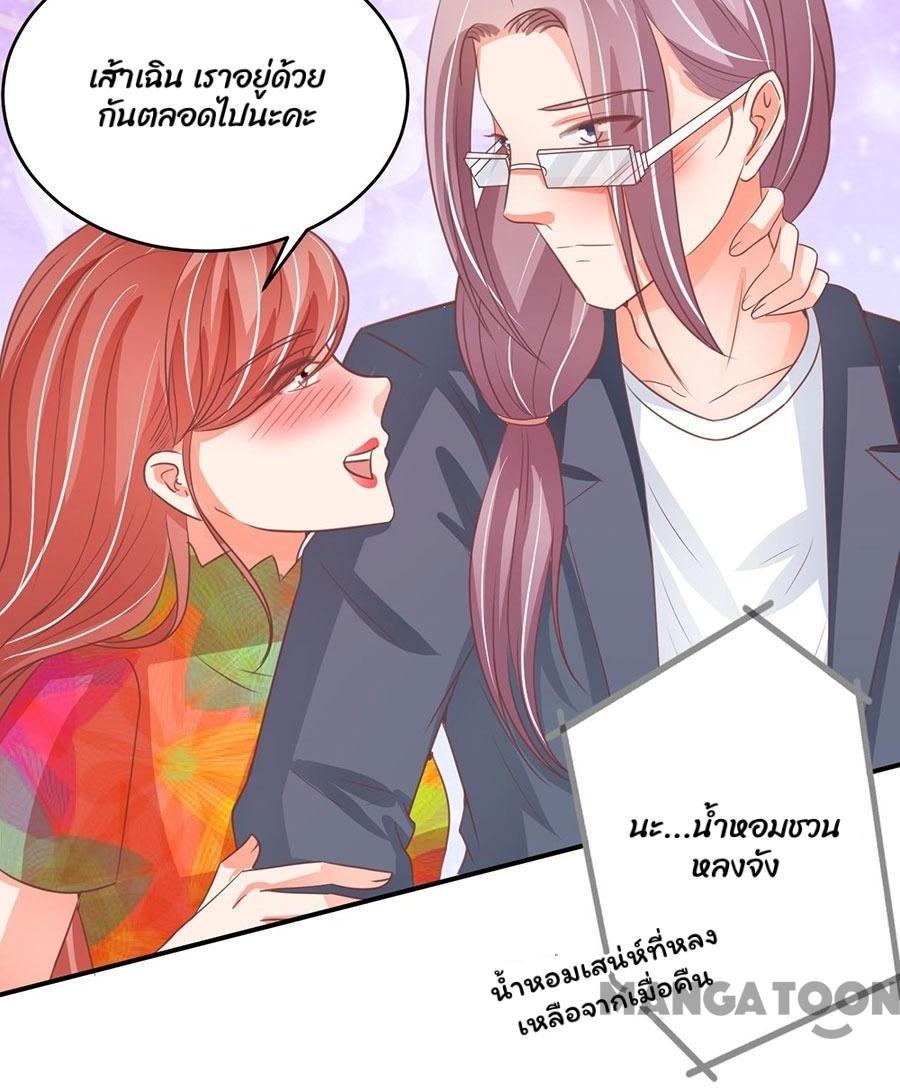 เส้าเฉิน เราอยู่ด้วย
กันตลอดไปนะคะ
นะ...น้ำหอมชวน
หลงจัง
น้ำหอมเสน่ห์ที่หลง
เหลือจากเมื่อคืน
MANGATOON